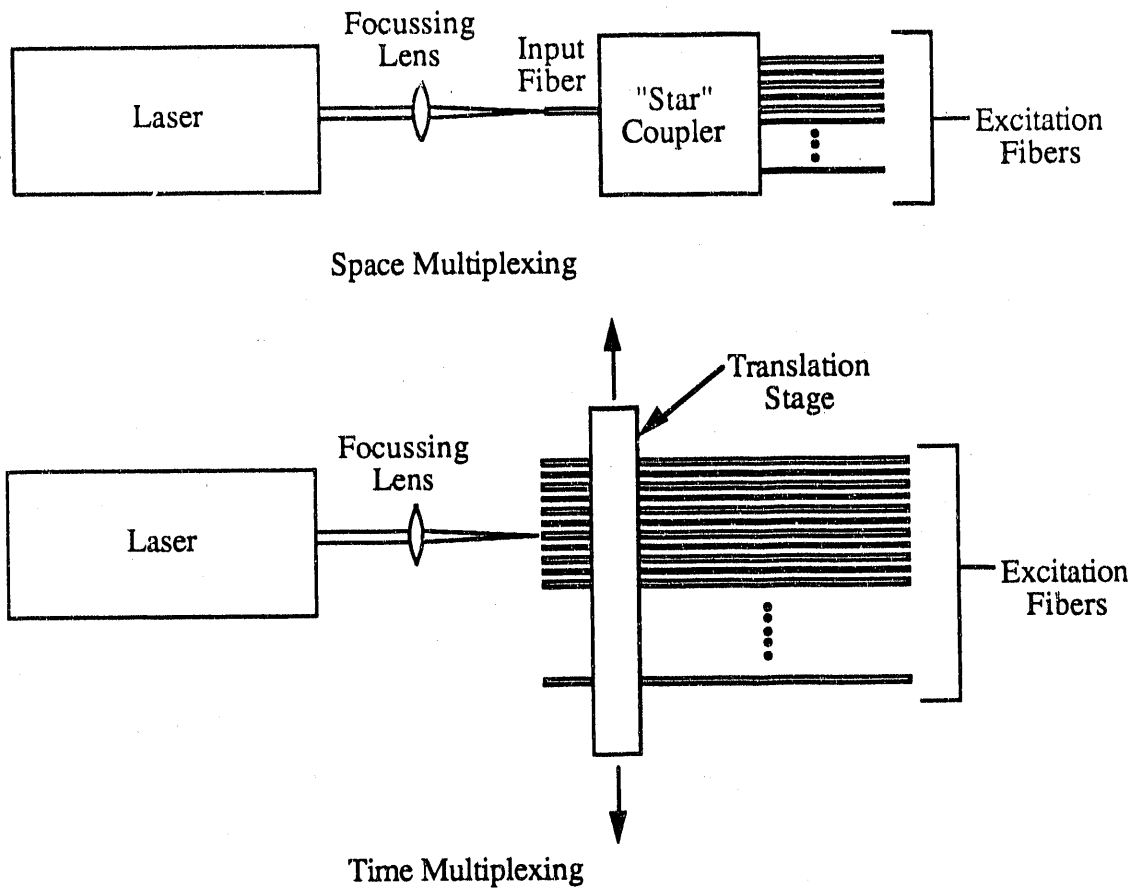 Focussing
Lens
Input
Fiber
Laser
"Star"
Coupler
Excitation
Fibers
Space Multiplexing
Translation
Stage
Focussing
Lens
Laser
Excitation
Fibers
Time Multiplexing